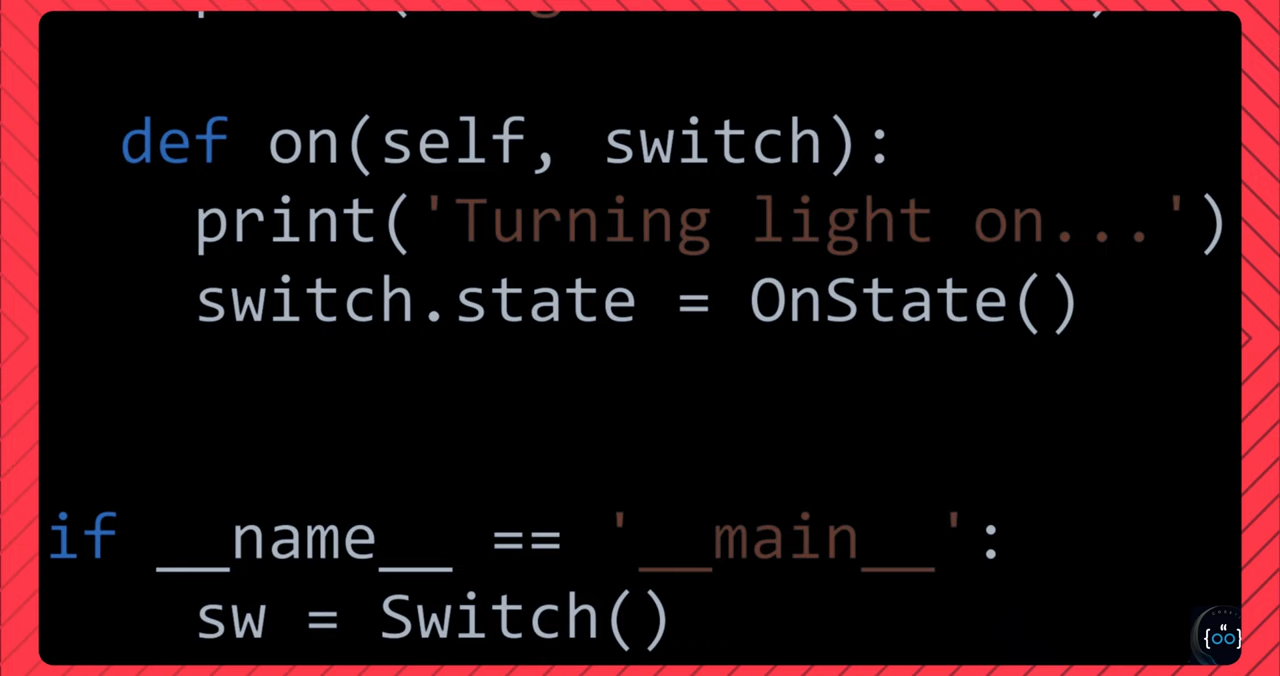 def on(self, switch):
print('Turning light on...')
switch.state = OnState()
if __name__ == '__main__':
sw = Switch()